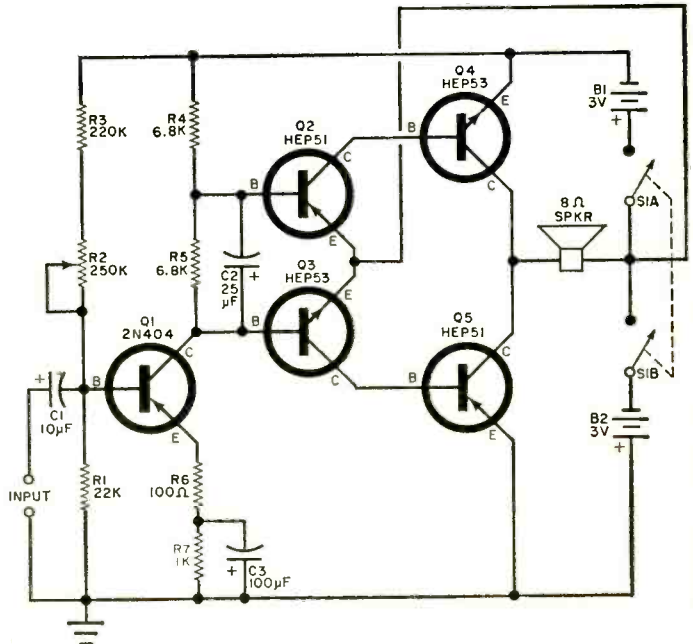 Q4
HEP53
E
B1
3V
+
R3
220K
R4
6.8K
Q2
HEP51
C
B
C
S1A
8Ω
SPKR
B
E
R2
250K
R5
6.8K
C2
25
µF
+
Q3
HEP53
E
Q1
2N404
C
B
C
Q5
HEP51
C
S1B
B
B2
3V
+
+
B
C1
10µF
E
E
INPUT
R1
22K
R6
100Ω
R7
1K
+
C3
100µF